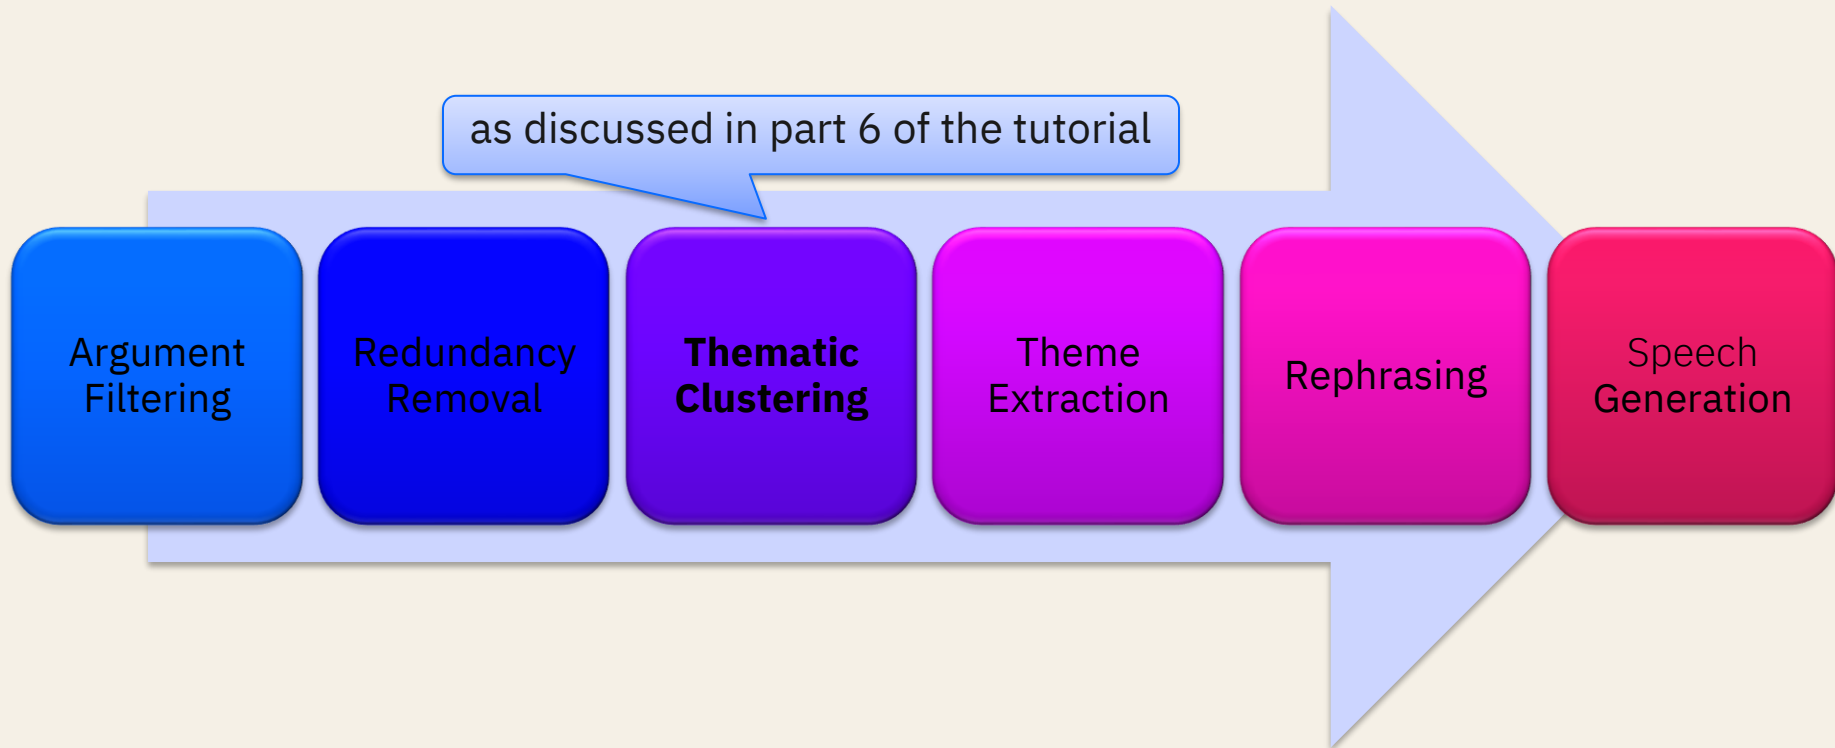 as discussed in part 6 of the tutorial
Argument
Filtering
Redundancy
Removal
Thematic
Clustering
Theme
Extraction
Rephrasing
Speech
Generation